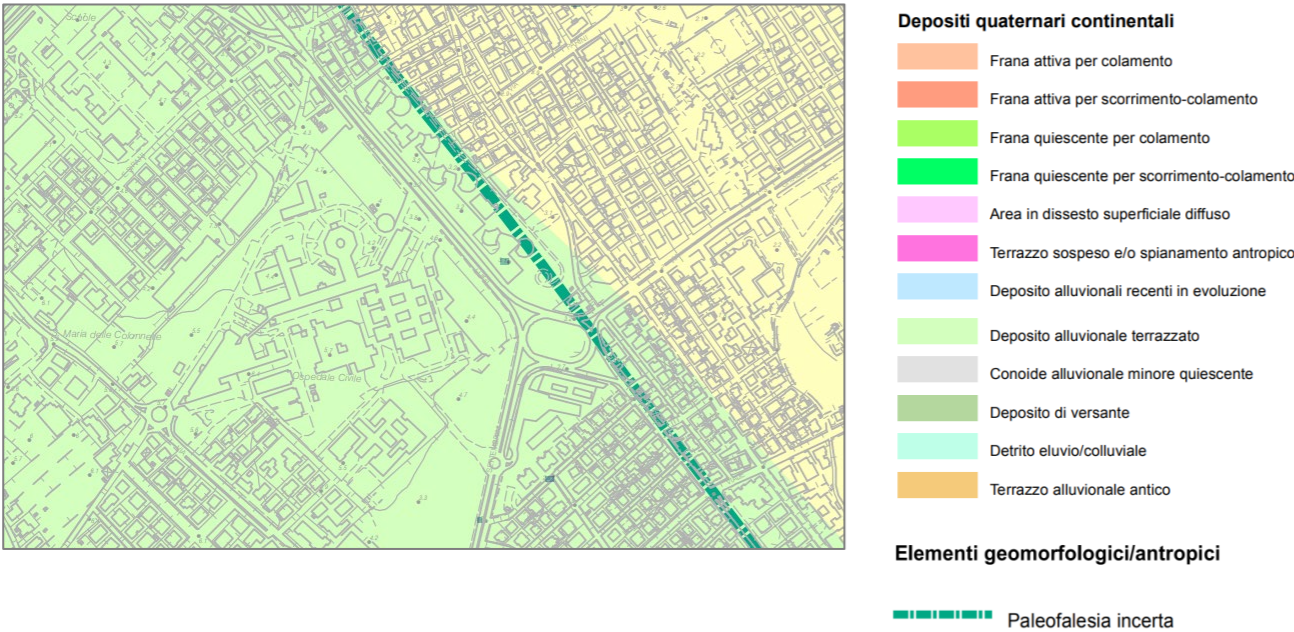 Scuole
Maria delle Colonnelle
Ospedale Civile
Depositi quaternari continentali
Frana attiva per colamento
Frana attiva per scorrimento-colamento
Frana quiescente per colamento
Frana quiescente per scorrimento-colamento
Area in dissesto superficiale diffuso
Terrazzo sospeso e/o spianamento antropico
Deposito alluvionali recenti in evoluzione
Deposito alluvionale terrazzato
Conoide alluvionale minore quiescente
Deposito di versante
Detrito eluvio/colluviale
Terrazzo alluvionale antico
Elementi geomorfologici/antropici
Paleofalesia incerta